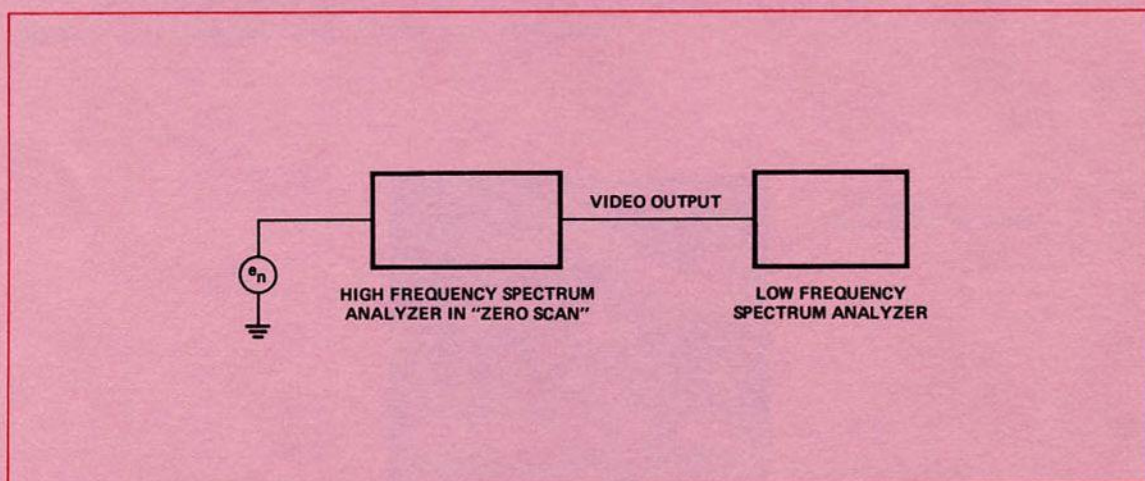 VIDEO OUTPUT
en
HIGH FREQUENCY SPECTRUM
ANALYZER IN "ZERO SCAN"
LOW FREQUENCY
SPECTRUM ANALYZER